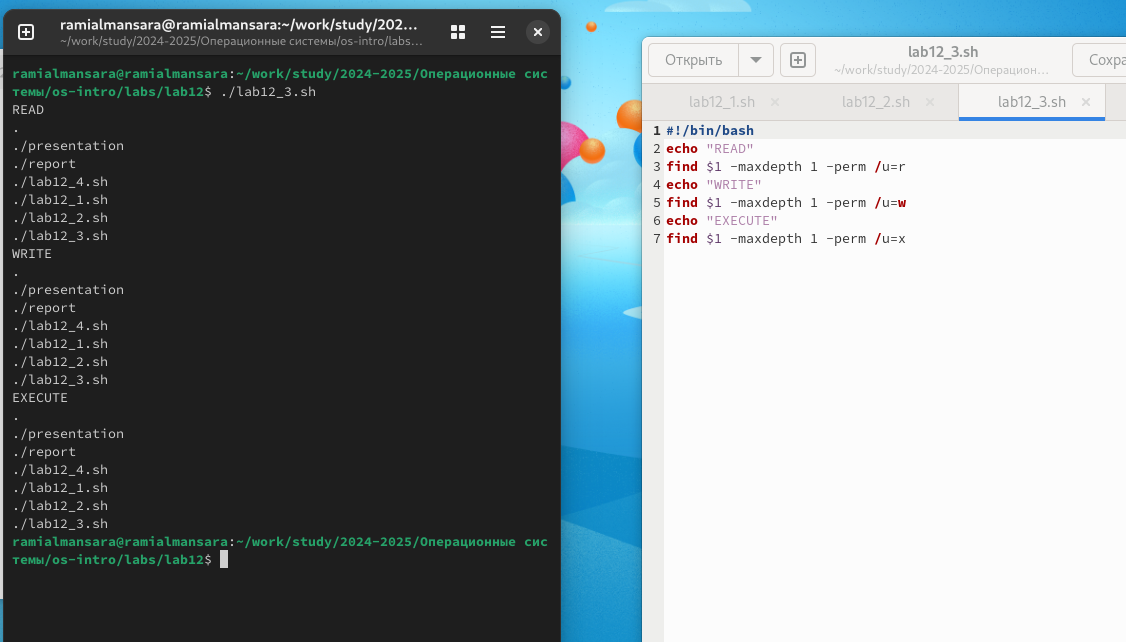 ramialmansara@ramialmansara:~/work/study/202...
~/work/study/2024-2025/Операционные системы/os-intro/labs...
ramialmansara@ramialmansara:~/work/study/2024-2025/Операционные сис
темы/os-intro/labs/lab12$ ./lab12_3.sh
READ
.
./presentation
./report
./lab12_4.sh
./lab12_1.sh
./lab12_2.sh
./lab12_3.sh
WRITE
.
./presentation
./report
./lab12_4.sh
./lab12_1.sh
./lab12_2.sh
./lab12_3.sh
EXECUTE
.
./presentation
./report
./lab12_4.sh
./lab12_1.sh
./lab12_2.sh
./lab12_3.sh
ramialmansara@ramialmansara:~/work/study/2024-2025/Операционные сис
темы/os-intro/labs/lab12$
Открыть
lab12_3.sh
~/work/study/2024-2025/Операцион...
Сохра
lab12_1.sh
lab12_2.sh
lab12_3.sh
1 #!/bin/bash
2 echo "READ"
3 find $1 -maxdepth 1 -perm /u=r
4 echo "WRITE"
5 find $1 -maxdepth 1 -perm /u=w
6 echo "EXECUTE"
7 find $1 -maxdepth 1 -perm /u=x